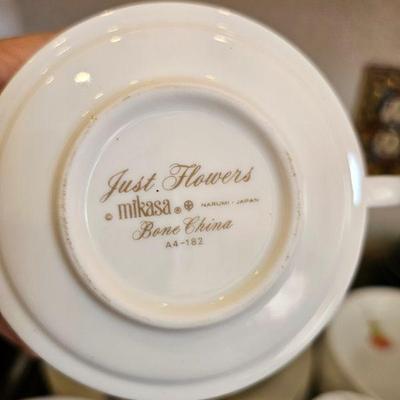 Just Flowers
© mikasa ® ⊕ NARUMI - JAPAN
Bone China
A4-182